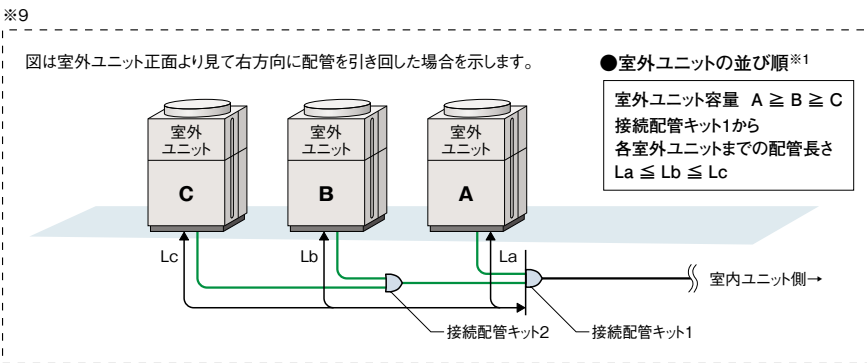 ※9
図は室外ユニット正面より見て右方向に配管を引き回した場合を示します。
●室外ユニットの並び順※1
室外ユニット容量 A ≧ B ≧ C
接続配管キット1から
各室外ユニットまでの配管長さ
La ≦ Lb ≦ Lc
室外
ユニット
C
室外
ユニット
B
室外
ユニット
A
Lc
Lb
La
室内ユニット側→
接続配管キット2
接続配管キット1